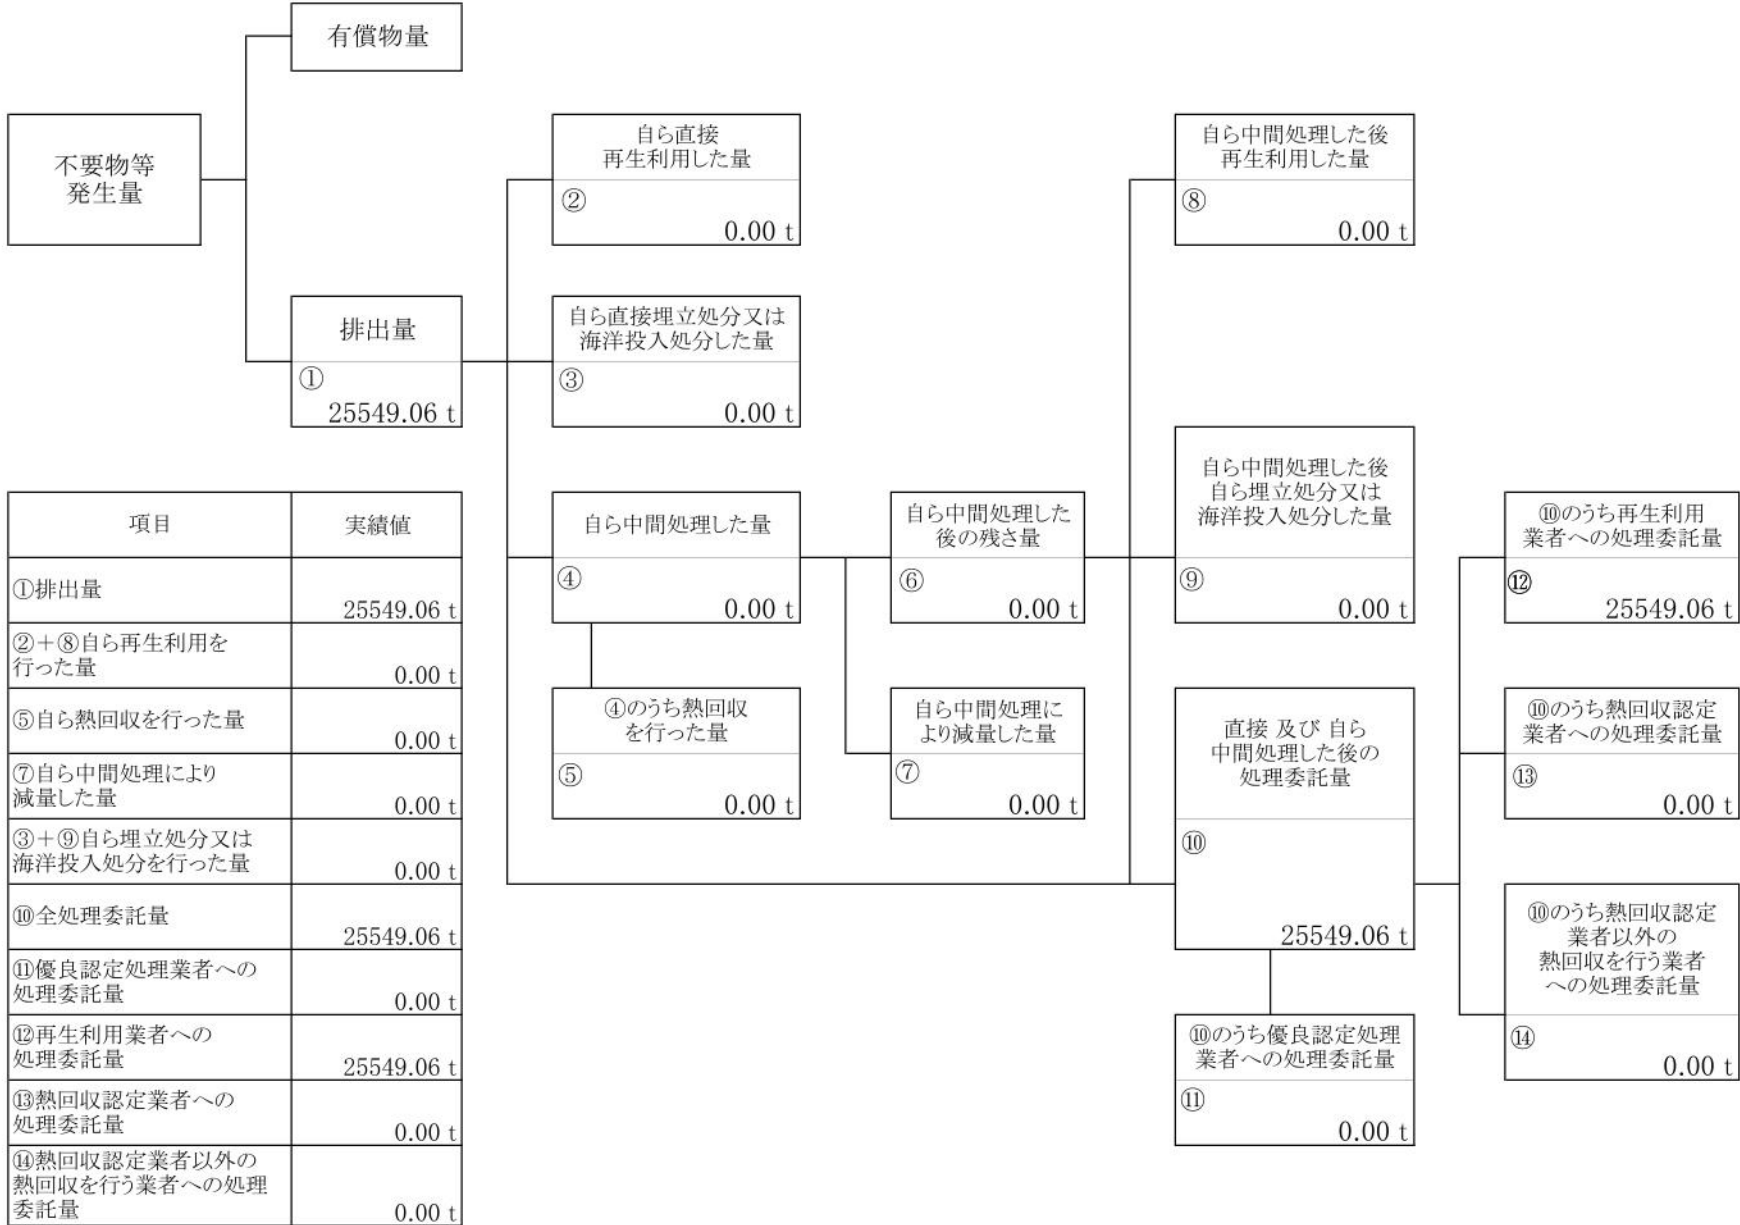 有償物量
不要物等
発生量
排出量
①
25549.06 t
自ら直接
再生利用した量
②
0.00 t
自ら直接埋立処分又は
海洋投入処分した量
③
0.00 t
自ら中間処理した量
④
0.00 t
④のうち熱回収
を行った量
⑤
0.00 t
自ら中間処理した
後の残さ量
⑥
0.00 t
自ら中間処理に
より減量した量
⑦
0.00 t
自ら中間処理した後
再生利用した量
⑧
0.00 t
自ら中間処理した後
自ら埋立処分又は
海洋投入処分した量
⑨
0.00 t
直接 及び 自ら
中間処理した後の
処理委託量
⑩
25549.06 t
⑩のうち優良認定処理
業者への処理委託量
⑪
0.00 t
⑩のうち再生利用
業者への処理委託量
⑫
25549.06 t
⑩のうち熱回収認定
業者への処理委託量
⑬
0.00 t
⑩のうち熱回収認定
業者以外の
熱回収を行う業者
への処理委託量
⑭
0.00 t
項目 実績値
①排出量
25549.06 t
②＋⑧自ら再生利用を
行った量
0.00 t
⑤自ら熱回収を行った量
0.00 t
⑦自ら中間処理により
減量した量
0.00 t
③＋⑨自ら埋立処分又は
海洋投入処分を行った量
0.00 t
⑩全処理委託量
25549.06 t
⑪優良認定処理業者への
処理委託量
0.00 t
⑫再生利用業者への
処理委託量
25549.06 t
⑬熱回収認定業者への
処理委託量
0.00 t
⑭熱回収認定業者以外の
熱回収を行う業者への処理
委託量
0.00 t